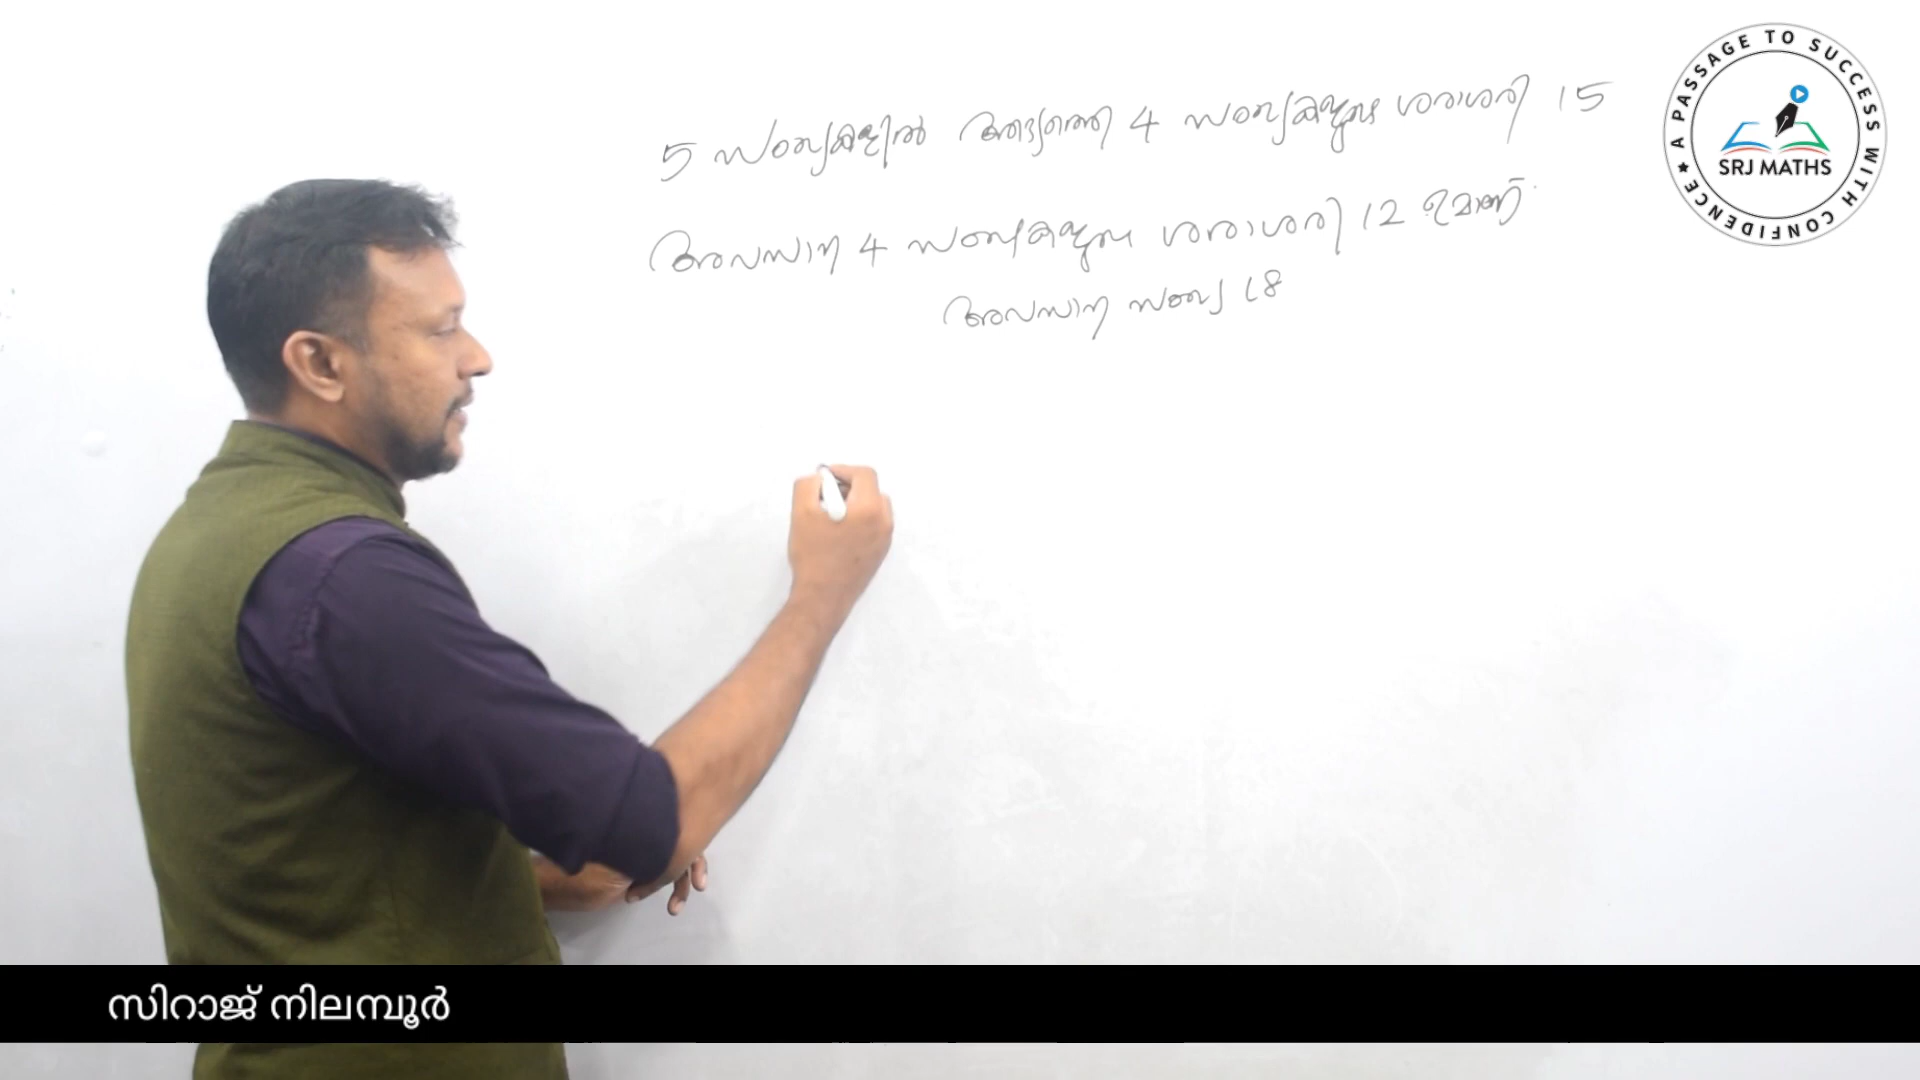 5 സംഖ്യകളിൽ ആദ്യത്തെ 4 സംഖ്യകളുടെ ശരാശരി 15
അവസാന 4 സംഖ്യകളുടെ ശരാശരി 12 ഉമാണ്.
അവസാന സംഖ്യ 18
A PASSAGE TO SUCCESS WITH CONFIDENCE
SRJ MATHS
സിറാജ് നിലമ്പൂർ